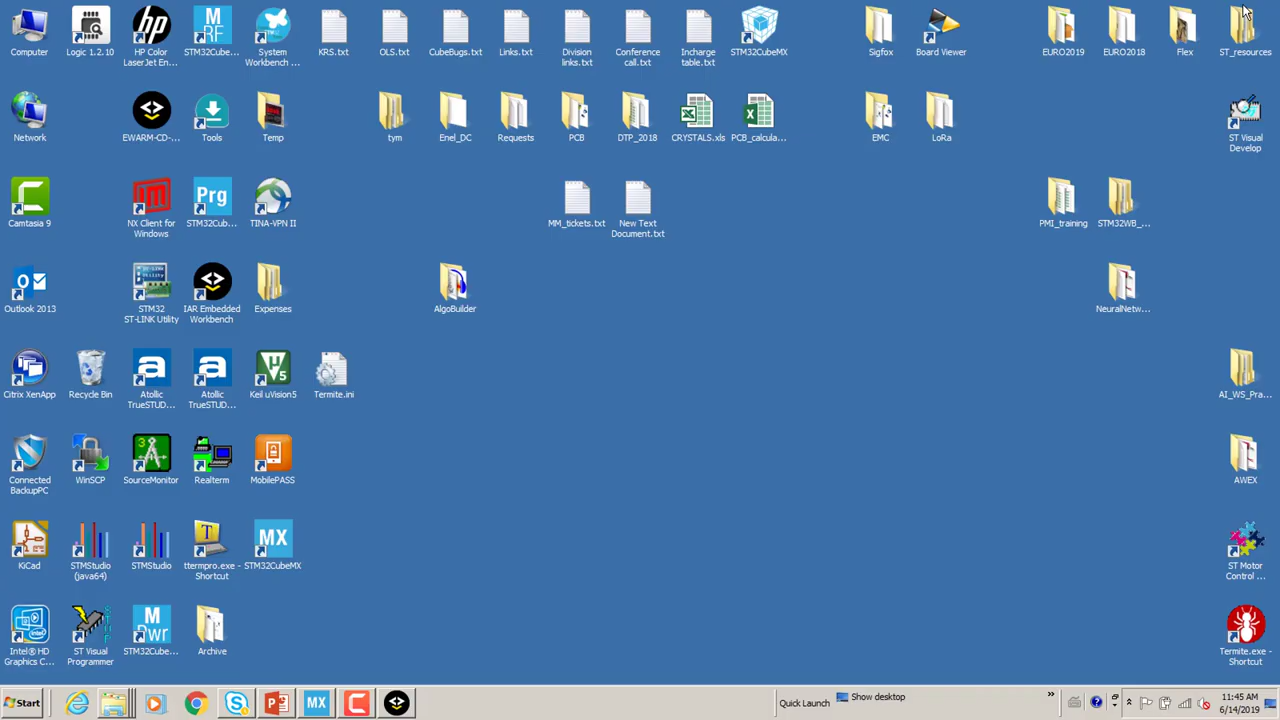 Computer
Logic 1.2.10
HP Color
LaserJet En...
STM32Cube...
System
Workbench ...
KRS.txt
OLS.txt
CubeBugs.txt
Links.txt
Division
links.txt
Conference
call.txt
Incharge
table.txt
STM32CubeMX
Sigfox
Board Viewer
EURO2019
EURO2018
Flex
ST_resources
Network
EWARM-CD-...
Tools
Temp
tym
Enel_DC
Requests
PCB
DTP_2018
CRYSTALS.xls
PCB_calcula...
EMC
LoRa
ST Visual
Develop
Camtasia 9
NX Client for
Windows
Prg
STM32Cub...
TINA-VPN II
MM_tickets.txt
New Text
Document.txt
PMI_training
STM32WB_...
Outlook 2013
STM32
ST-LINK Utility
IAR Embedded
Workbench
Expenses
AlgoBuilder
NeuralNetw...
Citrix XenApp
Recycle Bin
Atollic
TrueSTUD...
Atollic
TrueSTUD...
Keil uVision5
Termite.ini
AI_WS_Pra...
Connected
BackupPC
WinSCP
SourceMonitor
Realterm
MobilePASS
AWEX
KiCad
STMStudio
(java64)
STMStudio
ttermpro.exe -
Shortcut
MX
STM32CubeMX
ST Motor
Control ...
Intel® HD
Graphics C...
ST Visual
Programmer
M
Pwr
STM32Cube...
Archive
Termite.exe -
Shortcut
Start
MX
Quick Launch
Show desktop
»
11:45 AM
6/14/2019